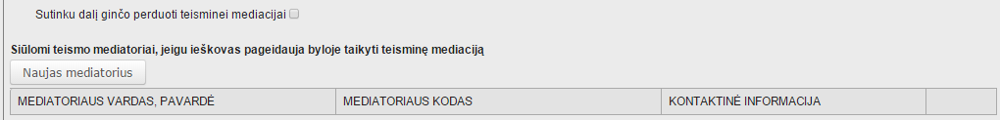 Sutinku dalį ginčo perduoti teisminei mediacijai
Siūlomi teismo mediatoriai, jeigu ieškovas pageidauja byloje taikyti teisminę mediaciją
Naujas mediatorius
MEDIATORIAUS VARDAS, PAVARDĖ MEDIATORIAUS KODAS KONTAKTINĖ INFORMACIJA